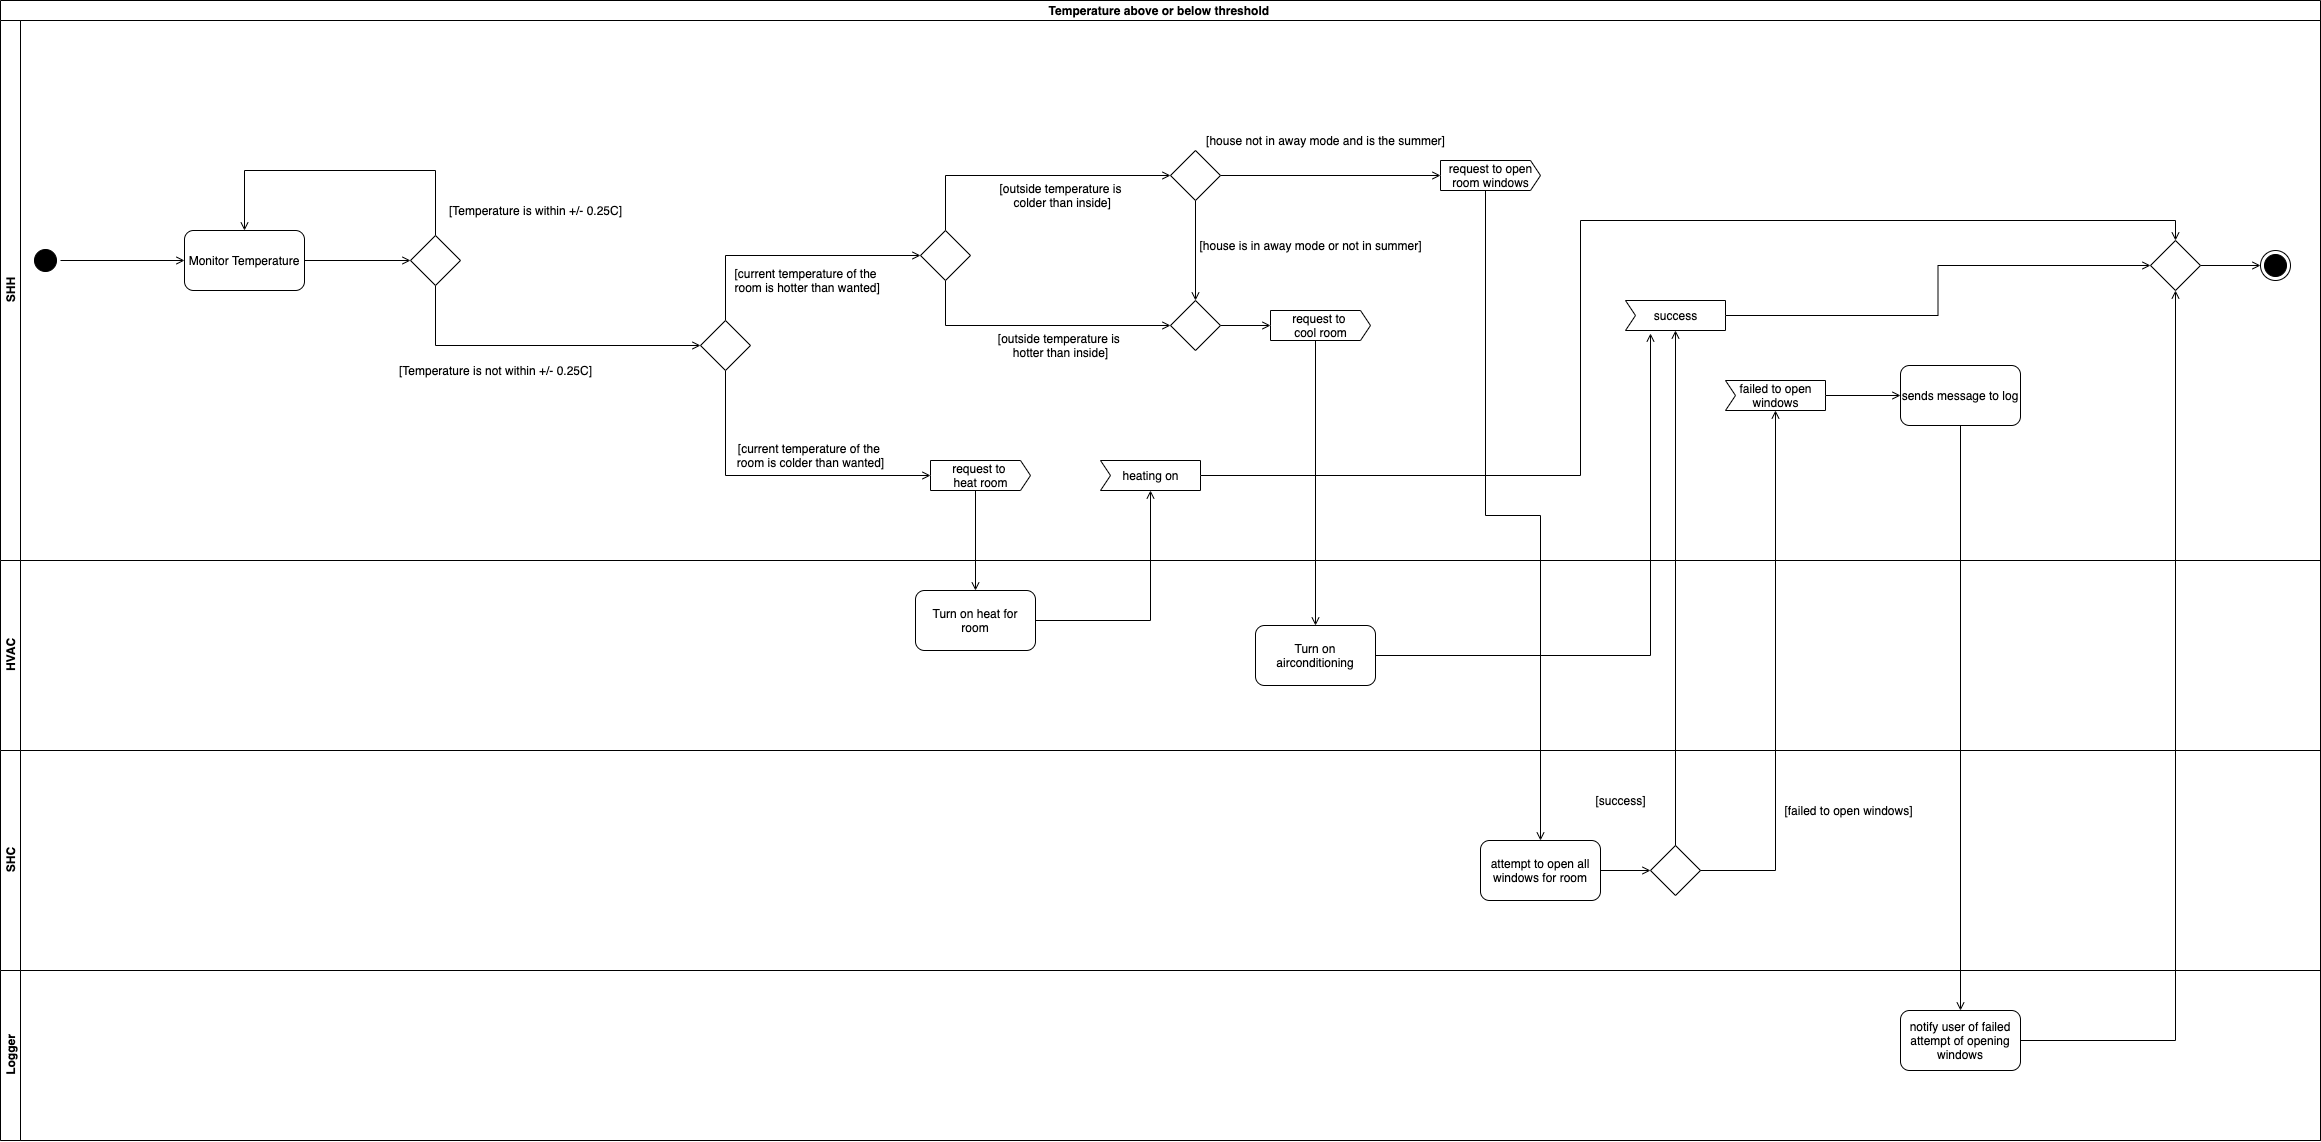 Temperature above or below threshold
SHH
[house not in away mode and is the summer]
request to open
room windows
[outside temperature is
colder than inside]
[Temperature is within +/- 0.25C]
[house is in away mode or not in summer]
Monitor Temperature
[current temperature of the
room is hotter than wanted]
success
request to
cool room
[outside temperature is
hotter than inside]
[Temperature is not within +/- 0.25C]
failed to open
windows
sends message to log
[current temperature of the
room is colder than wanted]
request to
heat room
heating on
HVAC
Turn on heat for
room
Turn on
airconditioning
SHC
[success]
[failed to open windows]
attempt to open all
windows for room
Logger
notify user of failed
attempt of opening
windows